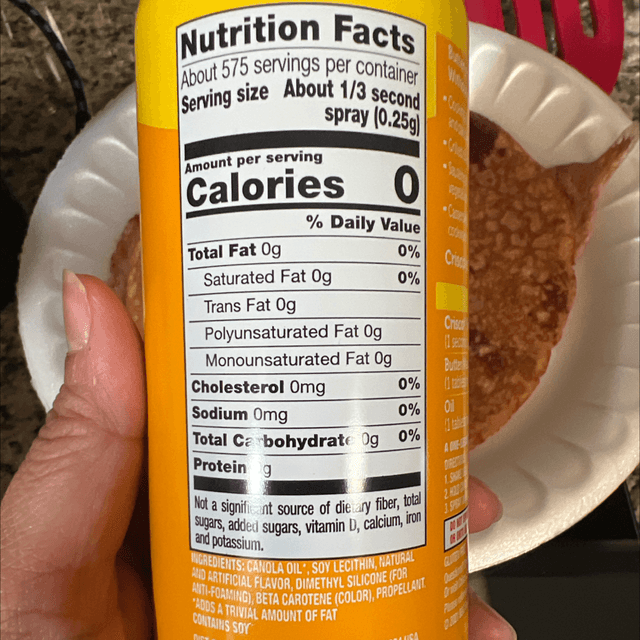 Nutrition Facts
About 575 servings per container
Serving size About 1/3 second
spray (0.25g)
Amount per serving
Calories 0
% Daily Value
Total Fat 0g 0%
Saturated Fat 0g 0%
Trans Fat 0g
Polyunsaturated Fat 0g
Monounsaturated Fat 0g
Cholesterol 0mg 0%
Sodium 0mg 0%
Total Carbohydrate 0g 0%
Protein g
Not a significant source of dietary fiber, total
sugars, added sugars, vitamin D, calcium, iron
and potassium.
INGREDIENTS: CANOLA OIL*, SOY LECITHIN, NATURAL
AND ARTIFICIAL FLAVOR, DIMETHYL SILICONE (FOR
ANTI-FOAMING), BETA CAROTENE (COLOR), PROPELLANT.
*ADDS A TRIVIAL AMOUNT OF FAT
CONTAINS SOY
USA